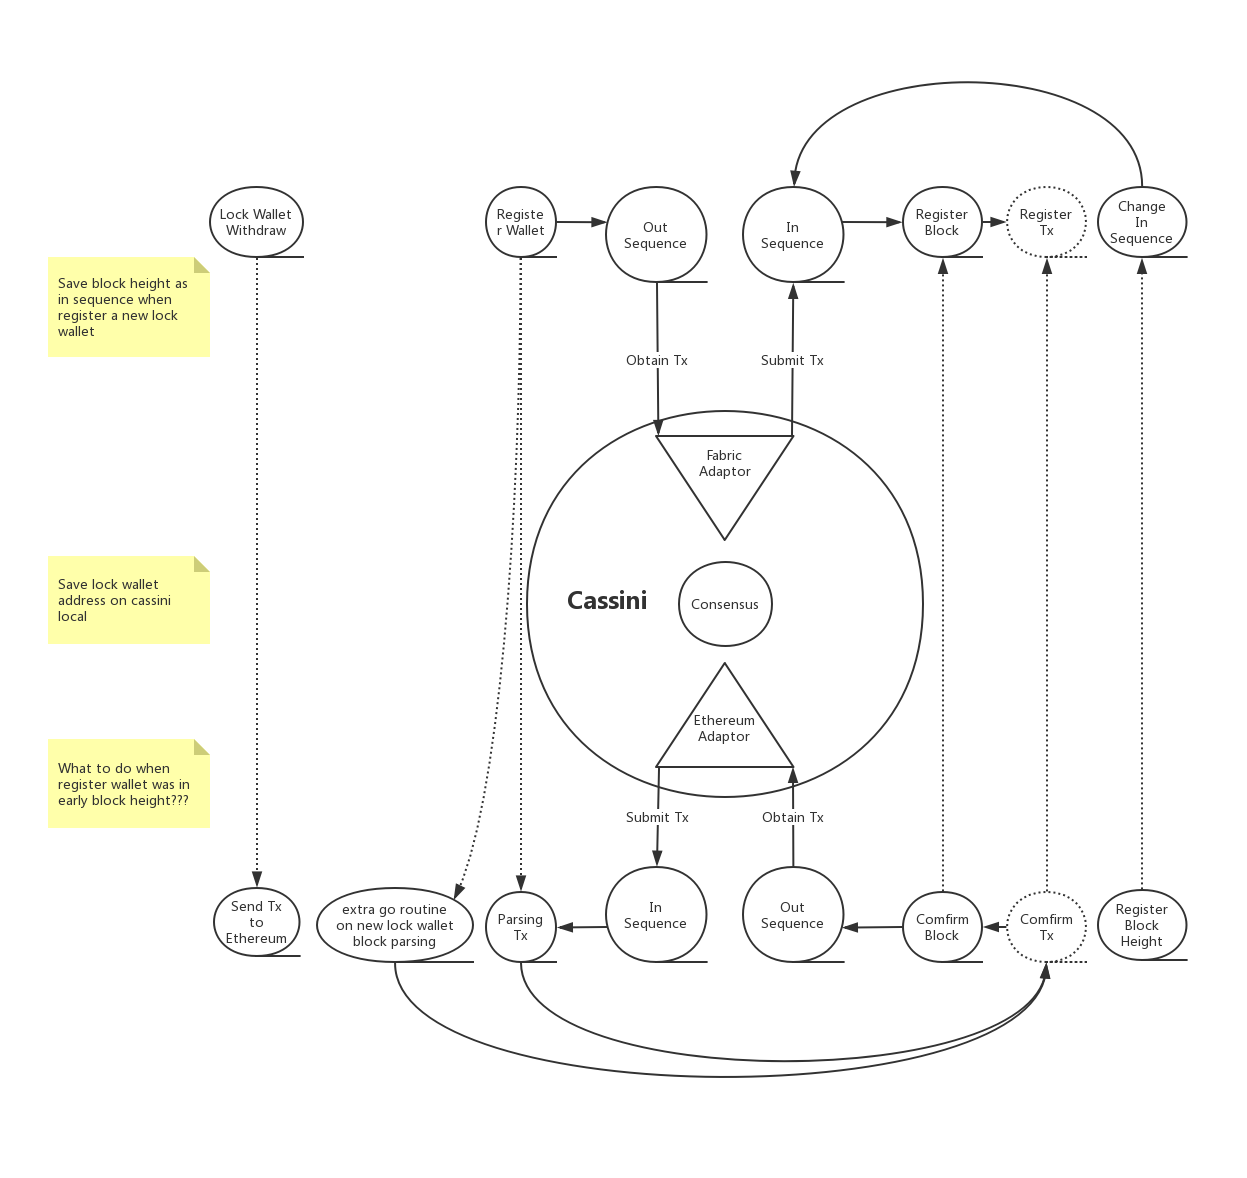 Lock Wallet
Withdraw
Registe
r Wallet
Out
Sequence
In
Sequence
Register
Block
Register
Tx
Change
In
Sequence
Save block height as
in sequence when
register a new lock
wallet
Obtain Tx
Submit Tx
Fabric
Adaptor
Save lock wallet
address on cassini
local
Cassini
Consensus
Ethereum
Adaptor
What to do when
register wallet was in
early block height???
Submit Tx
Obtain Tx
Send Tx
to
Ethereum
extra go routine
on new lock wallet
block parsing
Parsing
Tx
In
Sequence
Out
Sequence
Comfirm
Block
Comfirm
Tx
Register
Block
Height